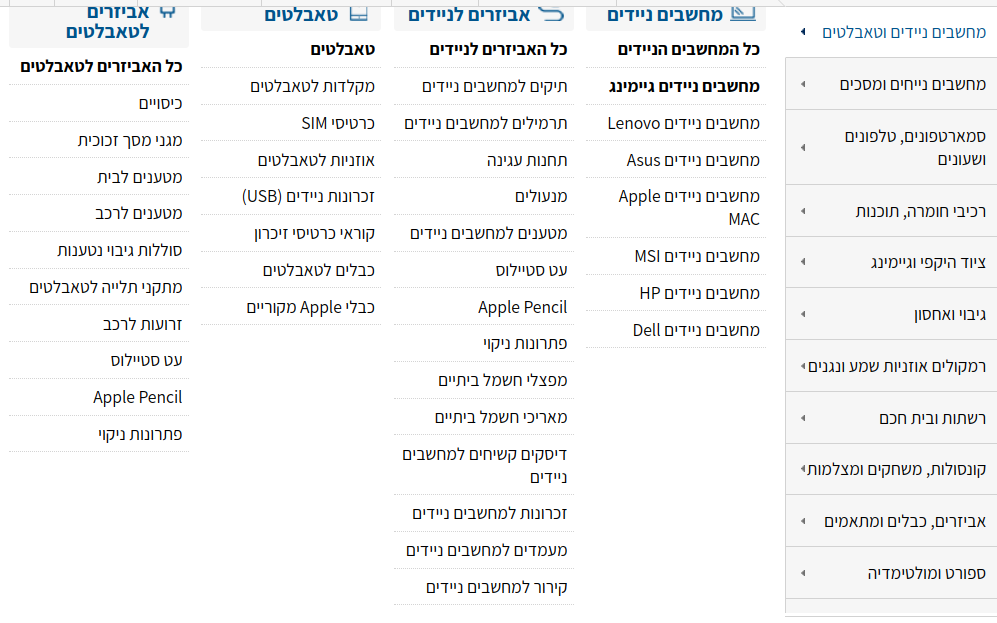 מחשבים ניידים וטאבלטים
מחשבים נייחים ומסכים
סמארטפונים, טלפונים
ושעונים
רכיבי חומרה, תוכנות
ציוד היקפי וגיימינג
גיבוי ואחסון
רמקולים אוזניות שמע ונגנים
רשתות ובית חכם
קונסולות, משחקים ומצלמות
אביזרים, כבלים ומתאמים
ספורט ומולטימדיה
מחשבים ניידים
כל המחשבים הניידים
מחשבים ניידים גיימינג
מחשבים ניידים Lenovo
מחשבים ניידים Asus
מחשבים ניידים Apple
MAC
מחשבים ניידים MSI
מחשבים ניידים HP
מחשבים ניידים Dell
אביזרים לניידים
כל האביזרים לניידים
תיקים למחשבים ניידים
תרמילים למחשבים ניידים
תחנות עגינה
מנעולים
מטענים למחשבים ניידים
עט סטיילוס
Apple Pencil
פתרונות ניקוי
מפצלי חשמל ביתיים
מאריכי חשמל ביתיים
דיסקים קשיחים למחשבים
ניידים
זכרונות למחשבים ניידים
מעמדים למחשבים ניידים
קירור למחשבים ניידים
טאבלטים
טאבלטים
מקלדות לטאבלטים
כרטיסי SIM
אוזניות לטאבלטים
זכרונות ניידים (USB)
קוראי כרטיסי זיכרון
כבלים לטאבלטים
כבלי Apple מקוריים
אביזרים
לטאבלטים
כל האביזרים לטאבלטים
כיסויים
מגני מסך זכוכית
מטענים לבית
מטענים לרכב
סוללות גיבוי נטענות
מתקני תלייה לטאבלטים
זרועות לרכב
עט סטיילוס
Apple Pencil
פתרונות ניקוי